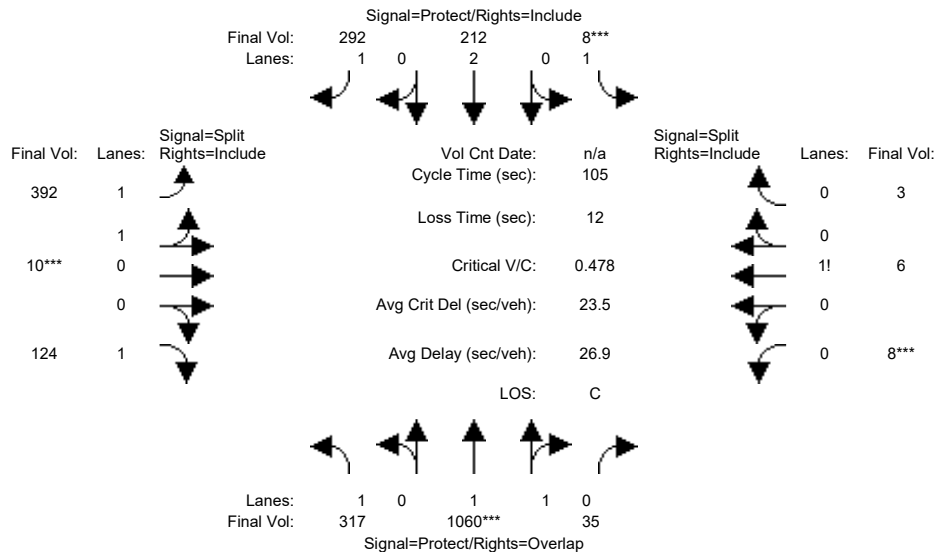 Signal=Protect/Rights=Include
Final Vol: 292 212 8***
Lanes: 1 0 2 0 1
Signal=Split
Final Vol: Lanes: Rights=Include
Vol Cnt Date: n/a
Signal=Split
Rights=Include Lanes: Final Vol:
Cycle Time (sec): 105
392 1
0 3
Loss Time (sec): 12
1
0
10*** 0
Critical V/C: 0.478
1! 6
0
Avg Crit Del (sec/veh): 23.5
0
124 1
Avg Delay (sec/veh): 26.9
0 8***
LOS: C
Lanes: 1 0 1 1 0
Final Vol: 317 1060*** 35
Signal=Protect/Rights=Overlap